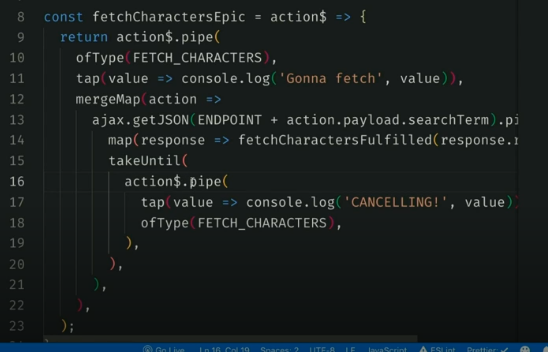 8 const fetchCharactersEpic = action$ => {
9 return action$.pipe(
10 ofType(FETCH_CHARACTERS),
11 tap(value => console.log('Gonna fetch', value)),
12 mergeMap(action =>
13 ajax.getJSON(ENDPOINT + action.payload.searchTerm).pi
14 map(response => fetchCharactersFulfilled(response.r
15 takeUntil(
16 action$.pipe(
17 tap(value => console.log('CANCELLING!', value))
18 ofType(FETCH_CHARACTERS),
19 ),
20 ),
21 ),
22 ),
23 );
Go Live Ln 16, Col 19 Spaces: 2 UTF-8 LF JavaScript ESLint Prettier: ✓